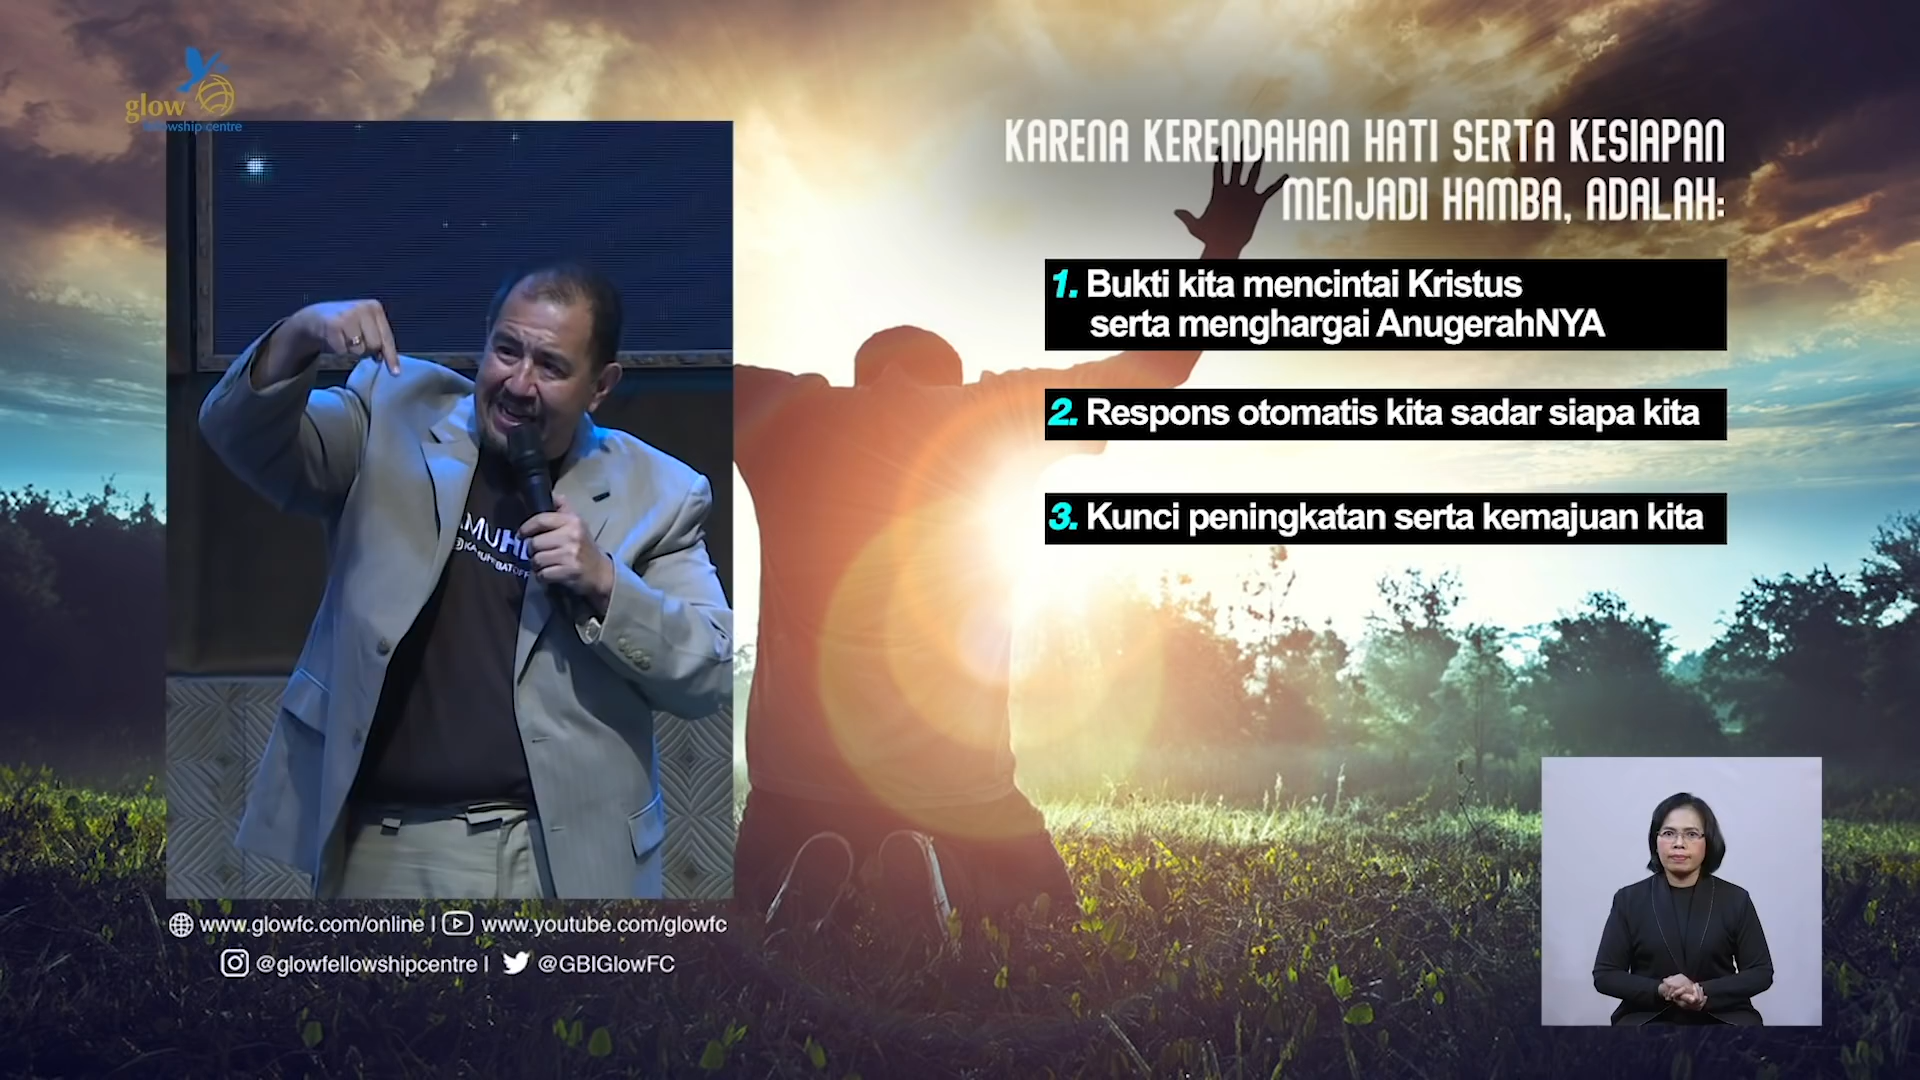 glow
fellowship centre
KARENA KERENDAHAN HATI SERTA KESIAPAN
MENJADI HAMBA, ADALAH:
1. Bukti kita mencintai Kristus
serta menghargai AnugerahNYA
2. Respons otomatis kita sadar siapa kita
3. Kunci peningkatan serta kemajuan kita
www.glowfc.com/online | www.youtube.com/glowfc
@glowfellowshipcentre | @GBIGlowFC